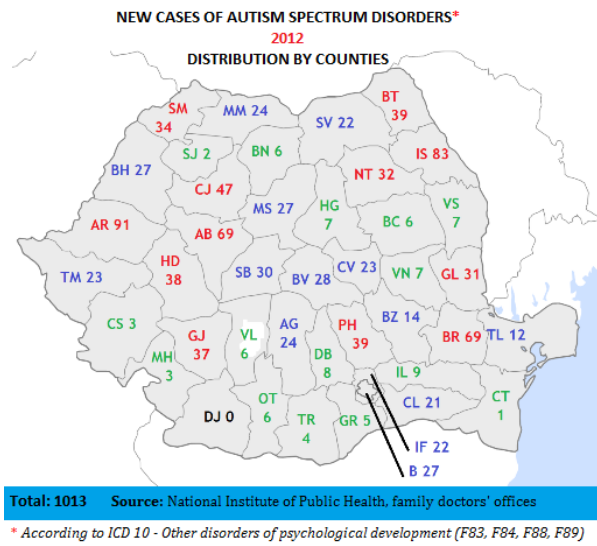 NEW CASES OF AUTISM SPECTRUM DISORDERS*
2012
DISTRIBUTION BY COUNTIES
SM
34
MM 24
SV 22
BT
39
IS 83
SJ 2
BN 6
NT 32
BH 27
CJ 47
MS 27
HG
7
BC 6
VS
7
AR 91
AB 69
HD
38
TM 23
SB 30
BV 28
CV 23
VN 7
GL 31
CS 3
GJ
37
VL
6
AG
24
PH
39
BZ 14
BR 69
TL 12
MH
3
DB
8
IL 9
CL 21
CT
1
DJ 0
OT
6
TR
4
GR 5
IF 22
B 27
Total: 1013 Source: National Institute of Public Health, family doctors' offices
* According to ICD 10 - Other disorders of psychological development (F83, F84, F88, F89)